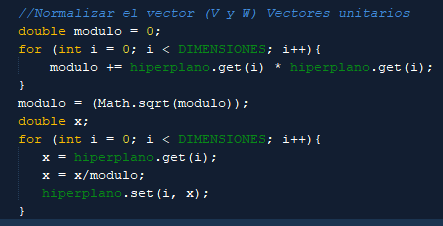 //Normalizar el vector (V y W) Vectores unitarios
double modulo = 0;
for (int i = 0; i < DIMENSIONES; i++){
modulo += hiperplano.get(i) * hiperplano.get(i);
}
modulo = (Math.sqrt(modulo));
double x;
for (int i = 0; i < DIMENSIONES; i++){
x = hiperplano.get(i);
x = x/modulo;
hiperplano.set(i, x);
}